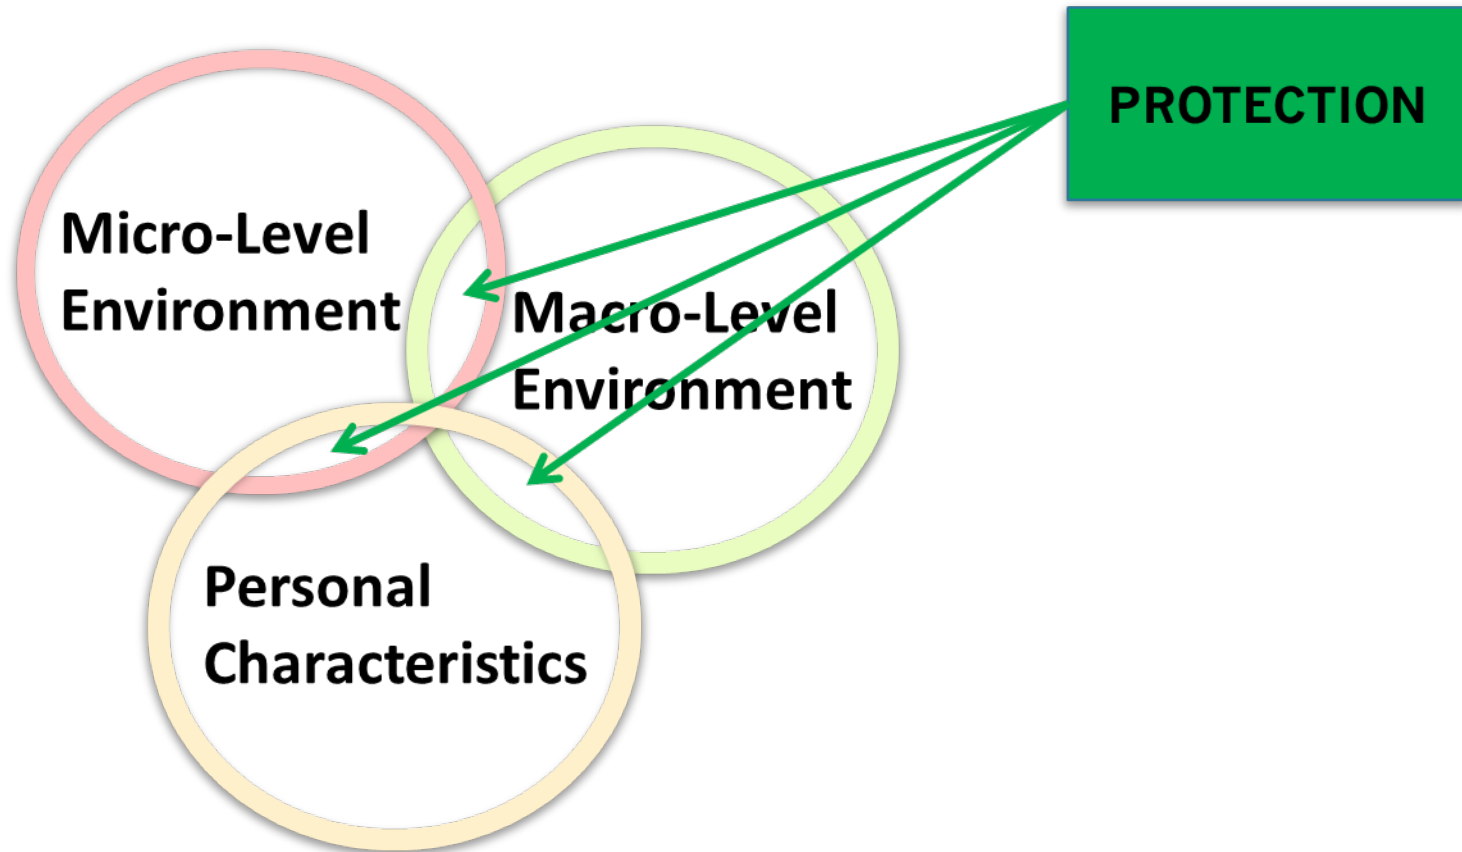 PROTECTION
Micro-Level
Environment
Macro-Level
Environment
Personal
Characteristics